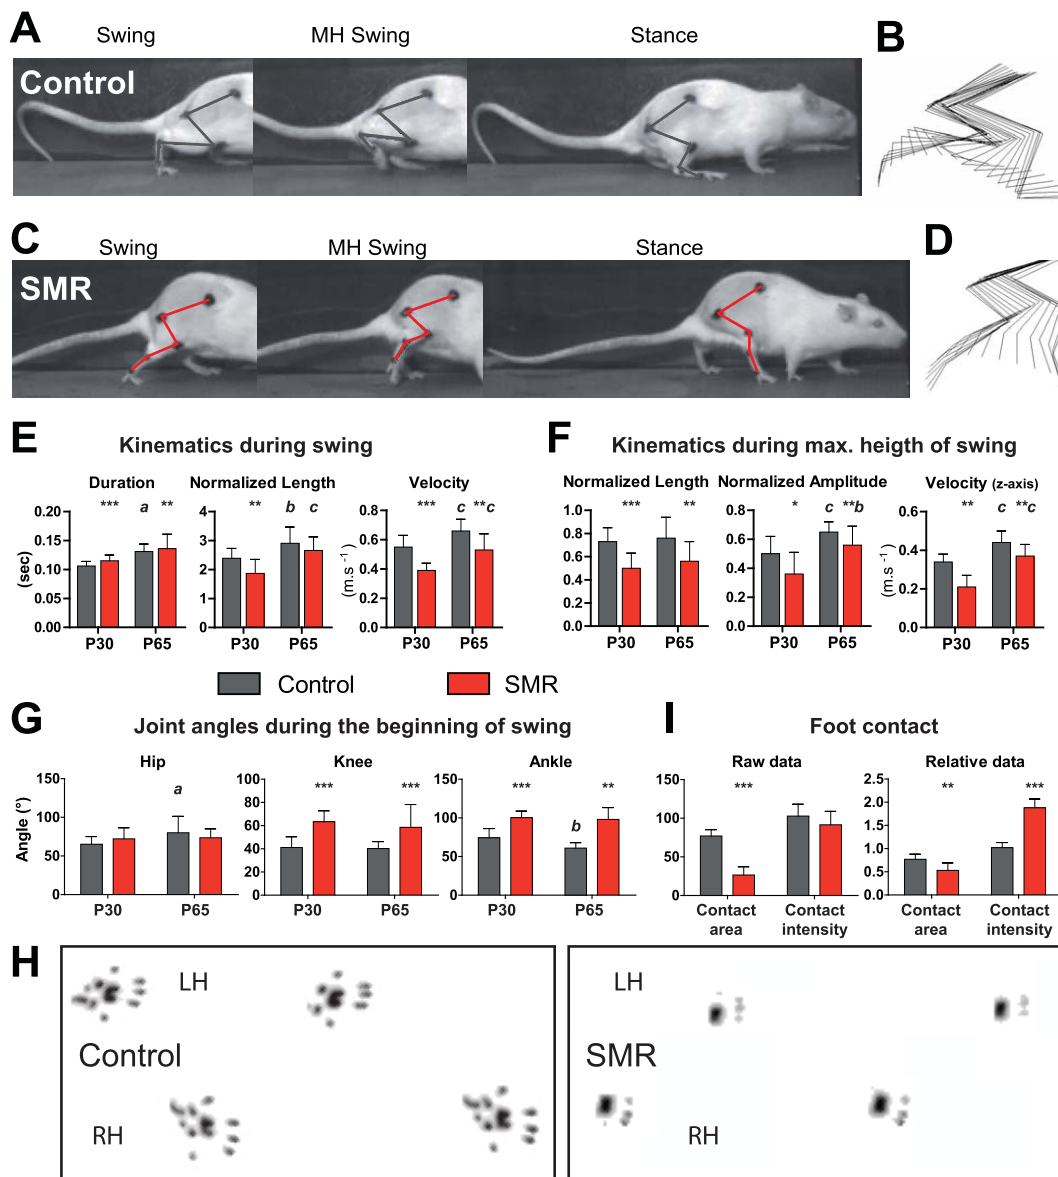 A
Swing
MH Swing
Stance
B
Control
C
Swing
MH Swing
Stance
D
SMR
E
Kinematics during swing
Duration
Normalized Length
Velocity
*** a **
** b c
*** c **c
0.20
0.15
0.10
0.05
0.00
(sec)
P30
P65
4
3
2
1
0
P30
P65
0.8
0.6
0.4
0.2
0.0
(m.s -1)
P30
P65
F
Kinematics during max. heigth of swing
Normalized Length
Normalized Amplitude
Velocity (z-axis)
*** **
* c **b
** c **c
1.0
0.8
0.6
0.4
0.2
0.0
P30
P65
0.8
0.6
0.4
0.2
0.0
P30
P65
0.6
0.4
0.2
0.0
(m.s -1)
P30
P65
Control
SMR
G
Joint angles during the beginning of swing
Hip
Knee
Ankle
a
*** ***
*** b **
150
100
50
0
Angle (°)
P30
P65
100
80
60
40
20
0
P30
P65
150
100
50
0
P30
P65
I
Foot contact
Raw data
Relative data
***
** ***
150
100
50
0
Contact area
Contact intensity
2.5
2.0
1.5
1.0
0.5
0.0
Contact area
Contact intensity
H
LH
Control
RH
LH
SMR
RH